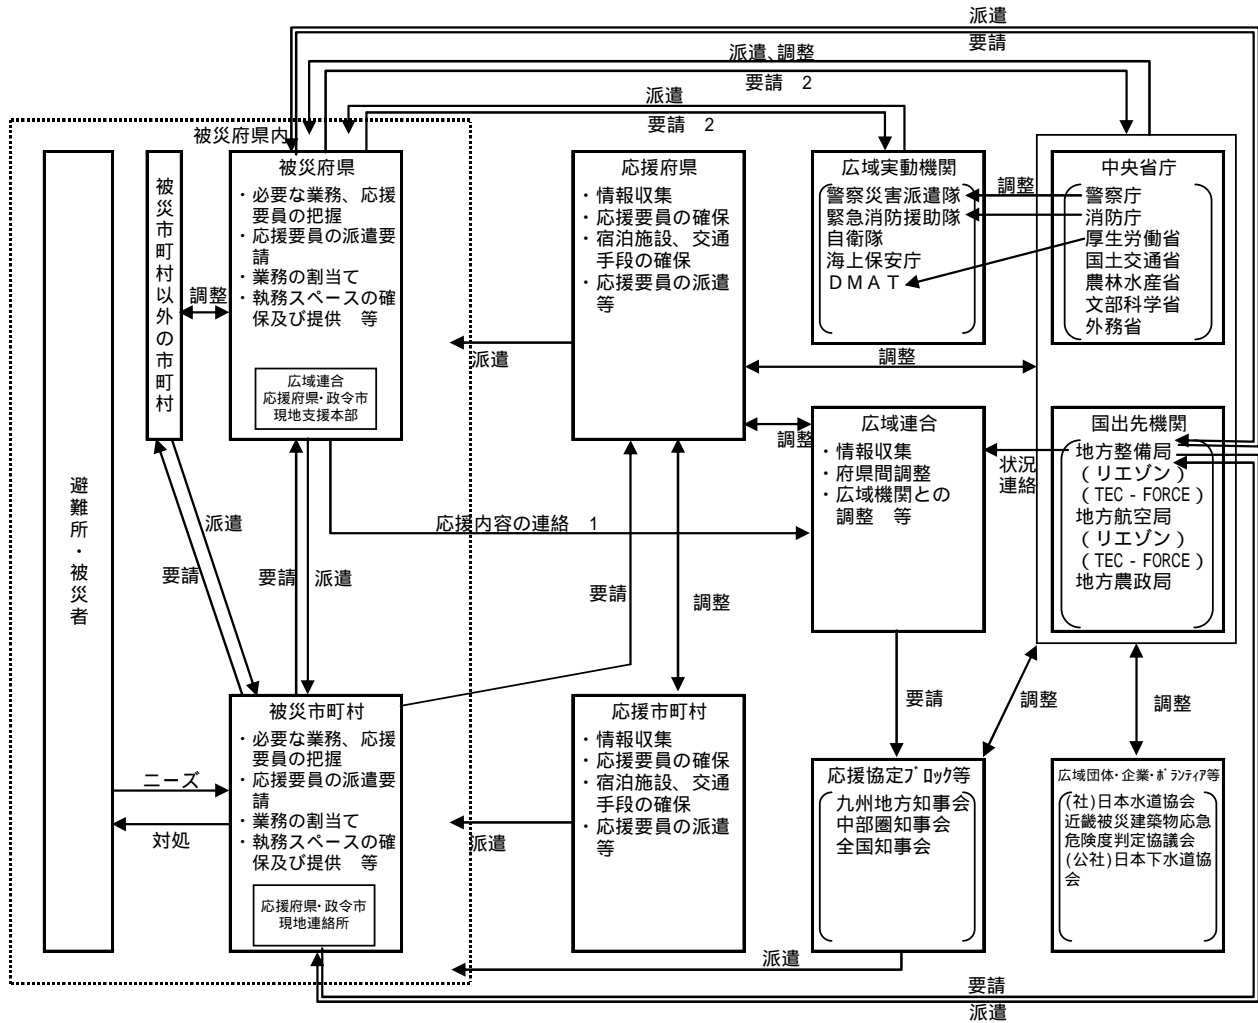 派遣
要請
派遣、調整
要請　2
派遣
要請　2
被災府県内
避難所・被災者
被災市町村以外の市町村
調整
被災府県
・必要な業務、応援
要員の把握
・応援要員の派遣要
請
・業務の割当て
・執務スペースの確
保及び提供　等
広域連合
応援府県・政令市
現地支援本部
応援府県
・情報収集
・応援要員の確保
・宿泊施設、交通
手段の確保
・応援要員の派遣
等
派遣
広域実動機関
警察災害派遣隊
緊急消防援助隊
自衛隊
海上保安庁
DMAT
調整
中央省庁
警察庁
消防庁
厚生労働省
国土交通省
農林水産省
文部科学省
外務省
調整
調整
広域連合
・情報収集
・府県間調整
・広域機関との
調整　等
状況
連絡
国出先機関
地方整備局
(リエゾン)
(TEC-FORCE)
地方航空局
(リエゾン)
(TEC-FORCE)
地方農政局
応援内容の連絡　1
派遣
要請
要請
派遣
要請
調整
要請
調整
調整
ニーズ
対処
被災市町村
・必要な業務、応援
要員の把握
・応援要員の派遣要
請
・業務の割当て
・執務スペースの確
保及び提供　等
応援府県・政令市
現地連絡所
応援市町村
・情報収集
・応援要員の確保
・宿泊施設、交通
手段の確保
・応援要員の派遣
等
派遣
応援協定ブロック等
九州地方知事会
中部圏知事会
全国知事会
広域団体・企業・ボランティア等
(社)日本水道協会
近畿被災建築物応急
危険度判定協議会
(公社)日本下水道協
会
派遣
要請
派遣